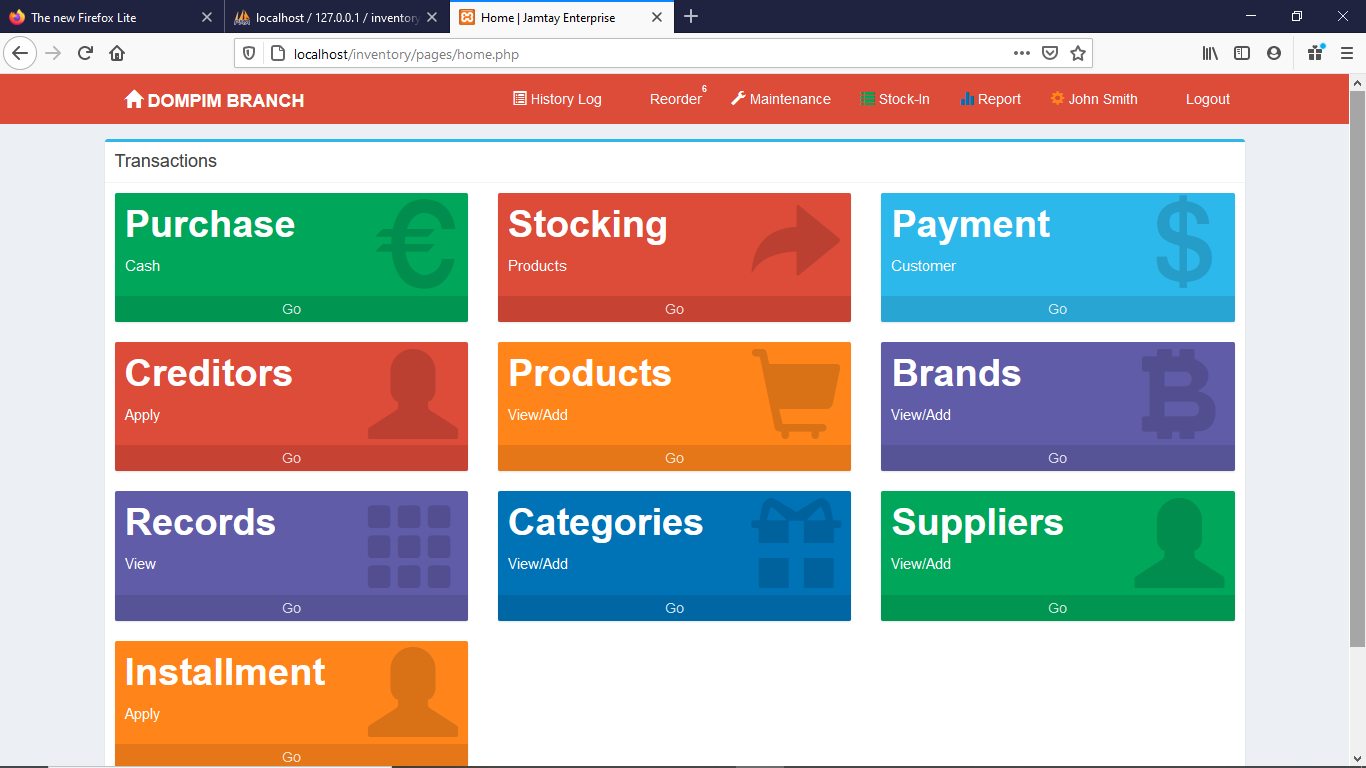 The new Firefox Lite
localhost / 127.0.0.1 / inventory
Home | Jamtay Enterprise
localhost/inventory/pages/home.php
DOMPIM BRANCH
History Log
Reorder 6
Maintenance
Stock-In
Report
John Smith
Logout
Transactions
Purchase
Cash
Go
Stocking
Products
Go
Payment
Customer
Go
Creditors
Apply
Go
Products
View/Add
Go
Brands
View/Add
Go
Records
View
Go
Categories
View/Add
Go
Suppliers
View/Add
Go
Installment
Apply
Go